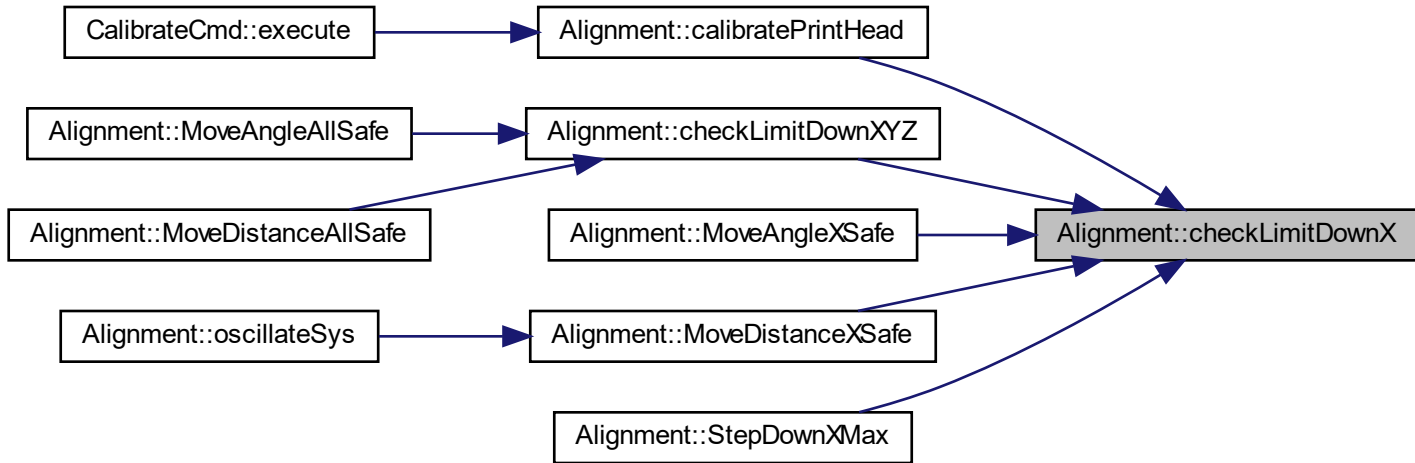 CalibrateCmd::execute
Alignment::calibratePrintHead
Alignment::MoveAngleAllSafe
Alignment::checkLimitDownXYZ
Alignment::MoveDistanceAllSafe
Alignment::MoveAngleXSafe
Alignment::checkLimitDownX
Alignment::oscillateSys
Alignment::MoveDistanceXSafe
Alignment::StepDownXMax